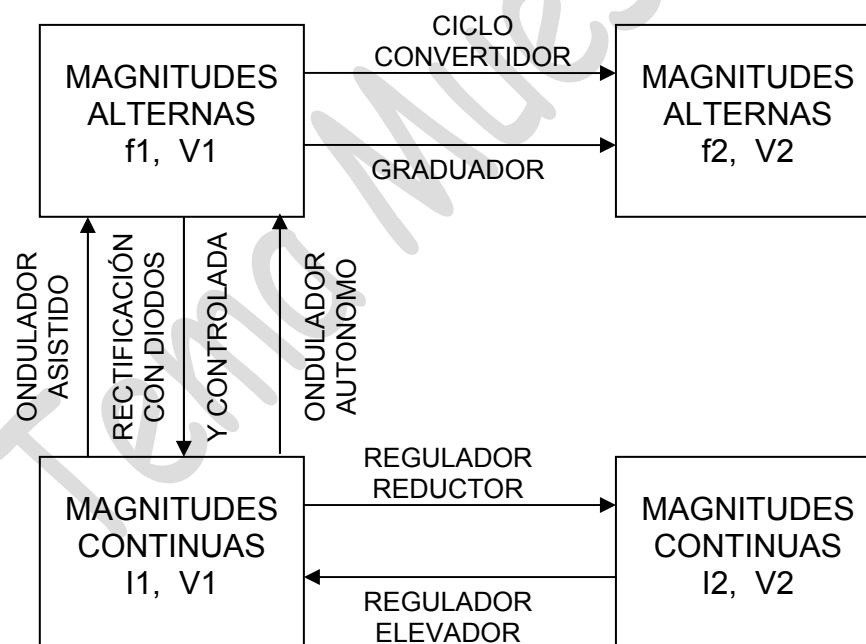 CICLO
CONVERTIDOR
MAGNITUDES
ALTERNAS
f1, V1
MAGNITUDES
ALTERNAS
f2, V2
GRADUADOR
ONDULADOR
ASISTIDO
RECTIFICACIÓN
CON DIODOS
Y CONTROLADA
ONDULADOR
AUTONOMO
REGULADOR
REDUCTOR
MAGNITUDES
CONTINUAS
I1, V1
MAGNITUDES
CONTINUAS
I2, V2
REGULADOR
ELEVADOR
Tema